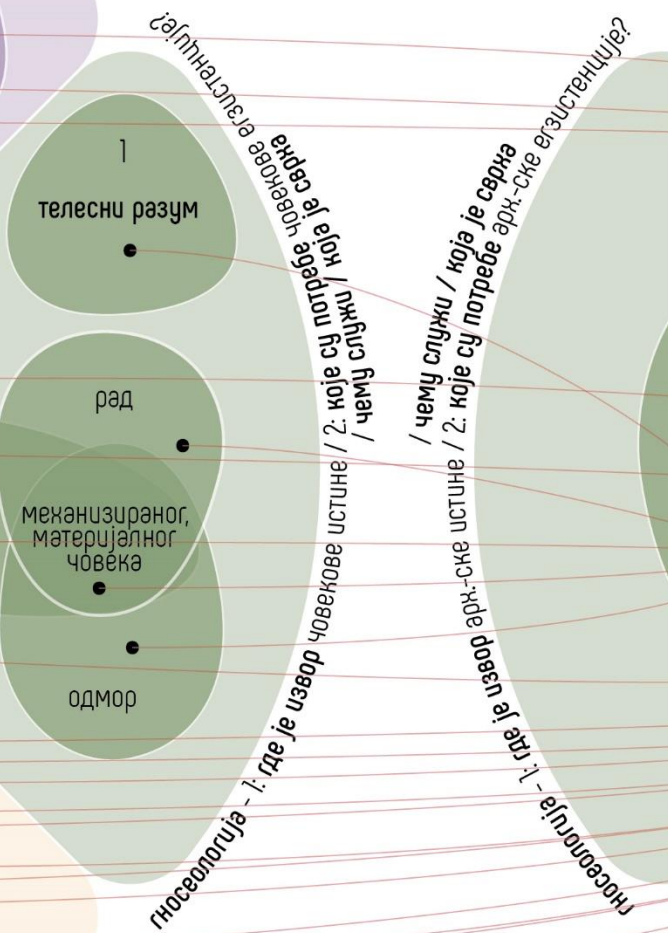 1
телесни разум
рад
механизираног,
материјалног
човека
одмор
гносеологија - 1: где је извор човекове истине / 2: које су потребе човекове егзистенције?
/ чему служи / која је сврха
гносеологија - 1: где је извор арх.-ске истине / 2: које су потребе арх.-ске егзистенције?
/ чему служи / која је сврха